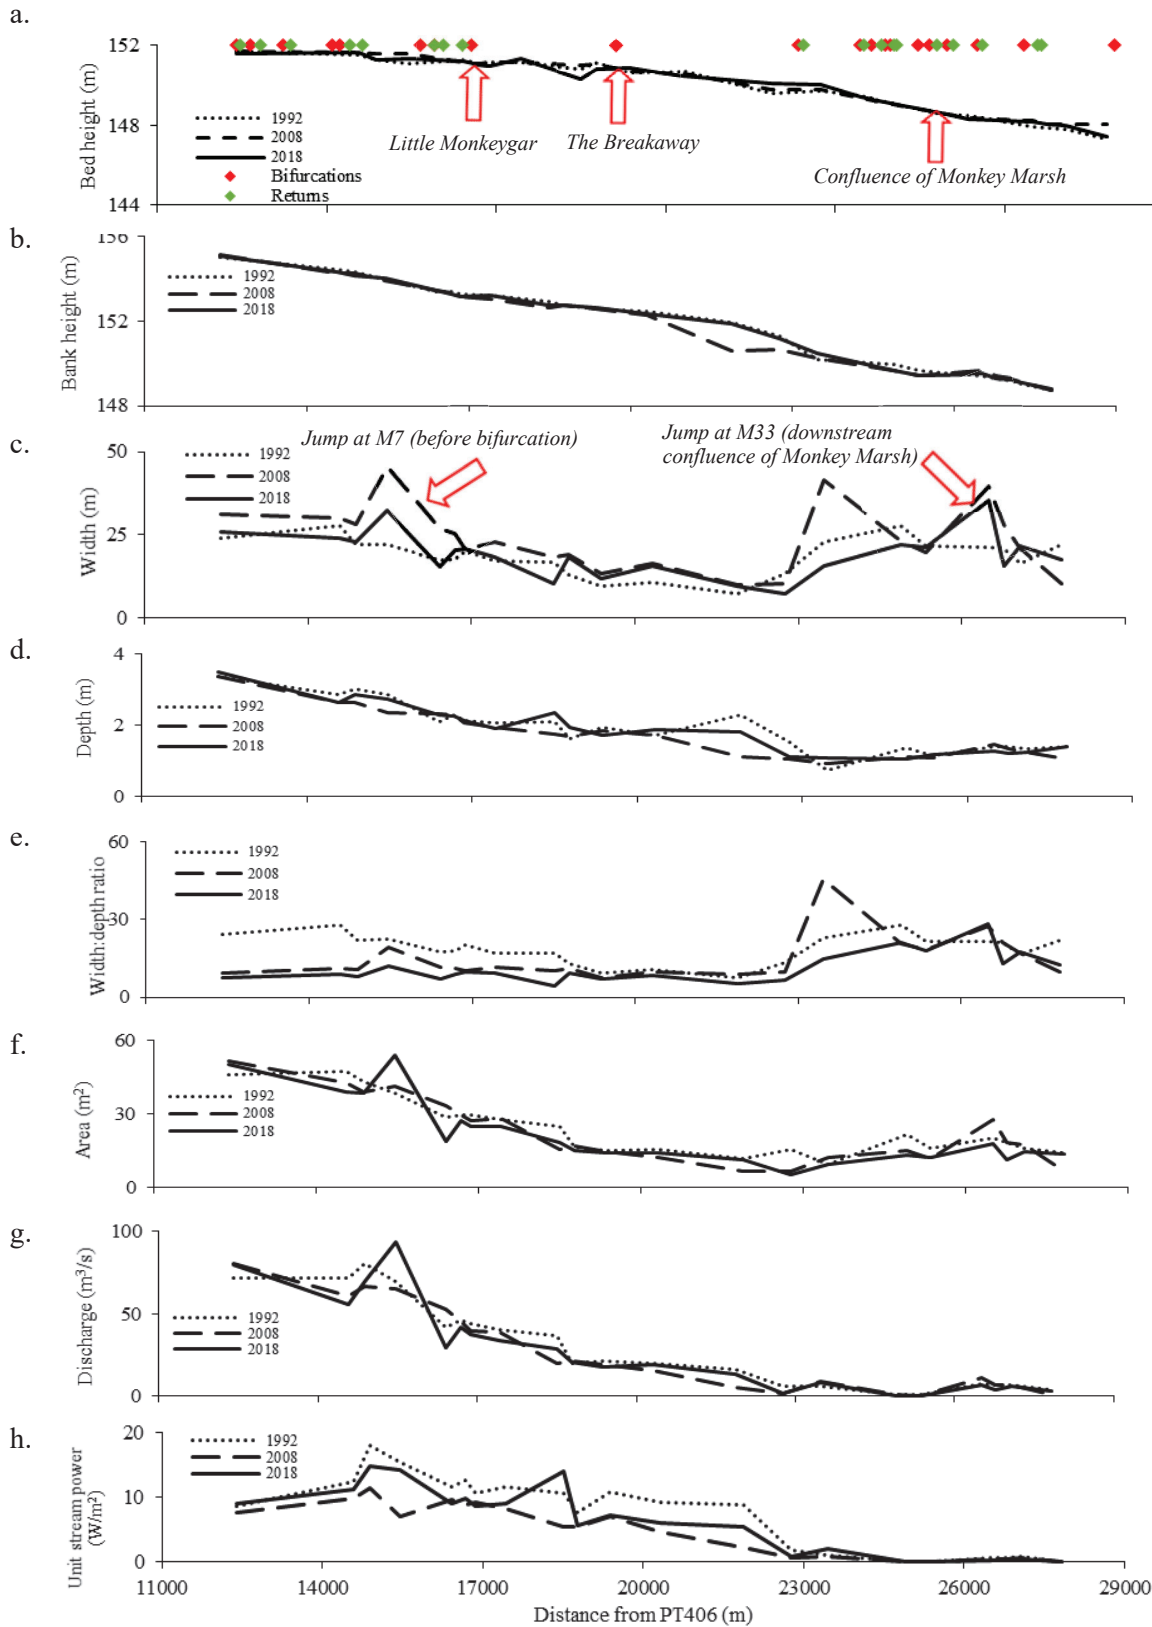 a.
Bed height (m)
152
148
144
1992
2008
2018
Bifurcations
Returns
Little Monkeygar
The Breakaway
Confluence of Monkey Marsh
b.
Bank height (m)
156
152
148
1992
2008
2018
c.
Width (m)
50
25
0
1992
2008
2018
Jump at M7 (before bifurcation)
Jump at M33 (downstream
confluence of Monkey Marsh)
d.
Depth (m)
4
2
0
1992
2008
2018
e.
Width:depth ratio
60
30
0
1992
2008
2018
f.
Area (m²)
60
30
0
1992
2008
2018
g.
Discharge (m³/s)
100
50
0
1992
2008
2018
h.
Unit stream power
(W/m²)
20
10
0
1992
2008
2018
11000 14000 17000 20000 23000 26000 29000
Distance from PT406 (m)